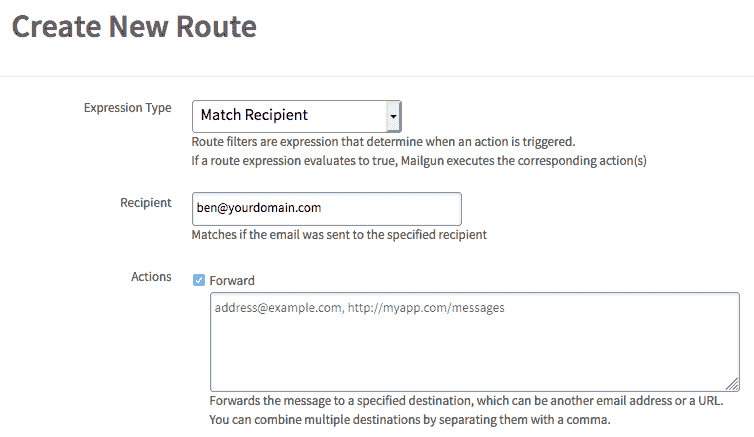 Create New Route
Expression Type
Match Recipient
Route filters are expression that determine when an action is triggered.
If a route expression evaluates to true, Mailgun executes the corresponding action(s)
Recipient
ben@yourdomain.com
Matches if the email was sent to the specified recipient
Actions
Forward
address@example.com, http://myapp.com/messages
Forwards the message to a specified destination, which can be another email address or a URL.
You can combine multiple destinations by separating them with a comma.